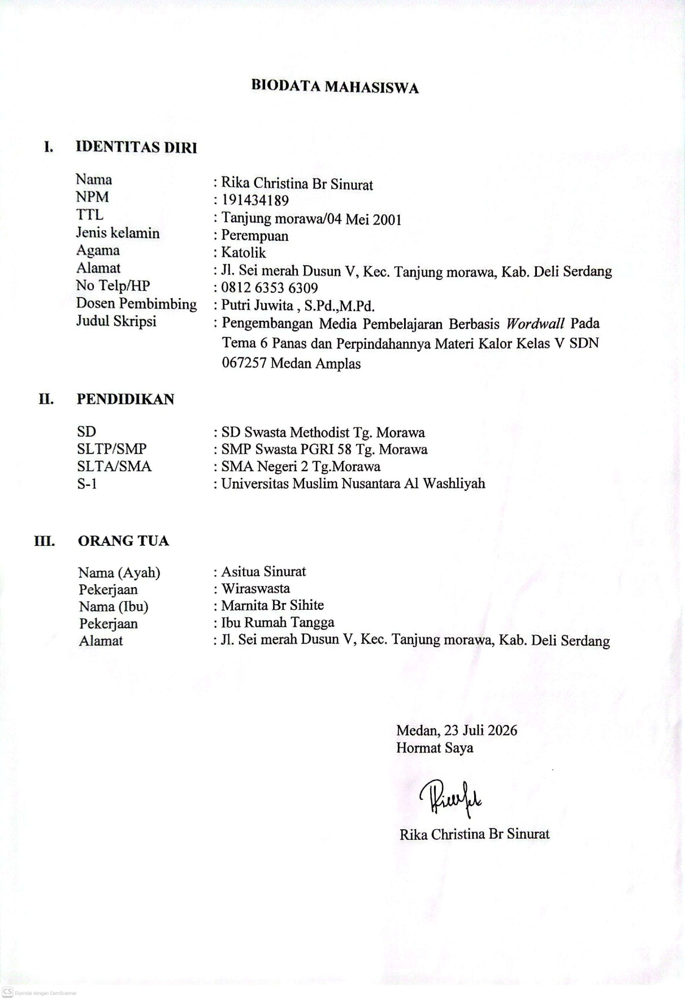 BIODATA MAHASISWA
I. IDENTITAS DIRI
Nama : Rika Christina Br Sinurat
NPM : 191434189
TTL : Tanjung morawa/04 Mei 2001
Jenis kelamin : Perempuan
Agama : Katolik
Alamat : Jl. Sei merah Dusun V, Kec. Tanjung morawa, Kab. Deli Serdang
No Telp/HP : 0812 6353 6309
Dosen Pembimbing : Putri Juwita , S.Pd.,M.Pd.
Judul Skripsi : Pengembangan Media Pembelajaran Berbasis Wordwall Pada
Tema 6 Panas dan Perpindahannya Materi Kalor Kelas V SDN
067257 Medan Amplas
II. PENDIDIKAN
SD : SD Swasta Methodist Tg. Morawa
SLTP/SMP : SMP Swasta PGRI 58 Tg. Morawa
SLTA/SMA : SMA Negeri 2 Tg.Morawa
S-1 : Universitas Muslim Nusantara Al Washliyah
III. ORANG TUA
Nama (Ayah) : Asitua Sinurat
Pekerjaan : Wiraswasta
Nama (Ibu) : Marnita Br Sihite
Pekerjaan : Ibu Rumah Tangga
Alamat : Jl. Sei merah Dusun V, Kec. Tanjung morawa, Kab. Deli Serdang
Medan, 23 Juli 2026
Hormat Saya
Rika Christina Br Sinurat
CS Dipindai dengan CamScanner